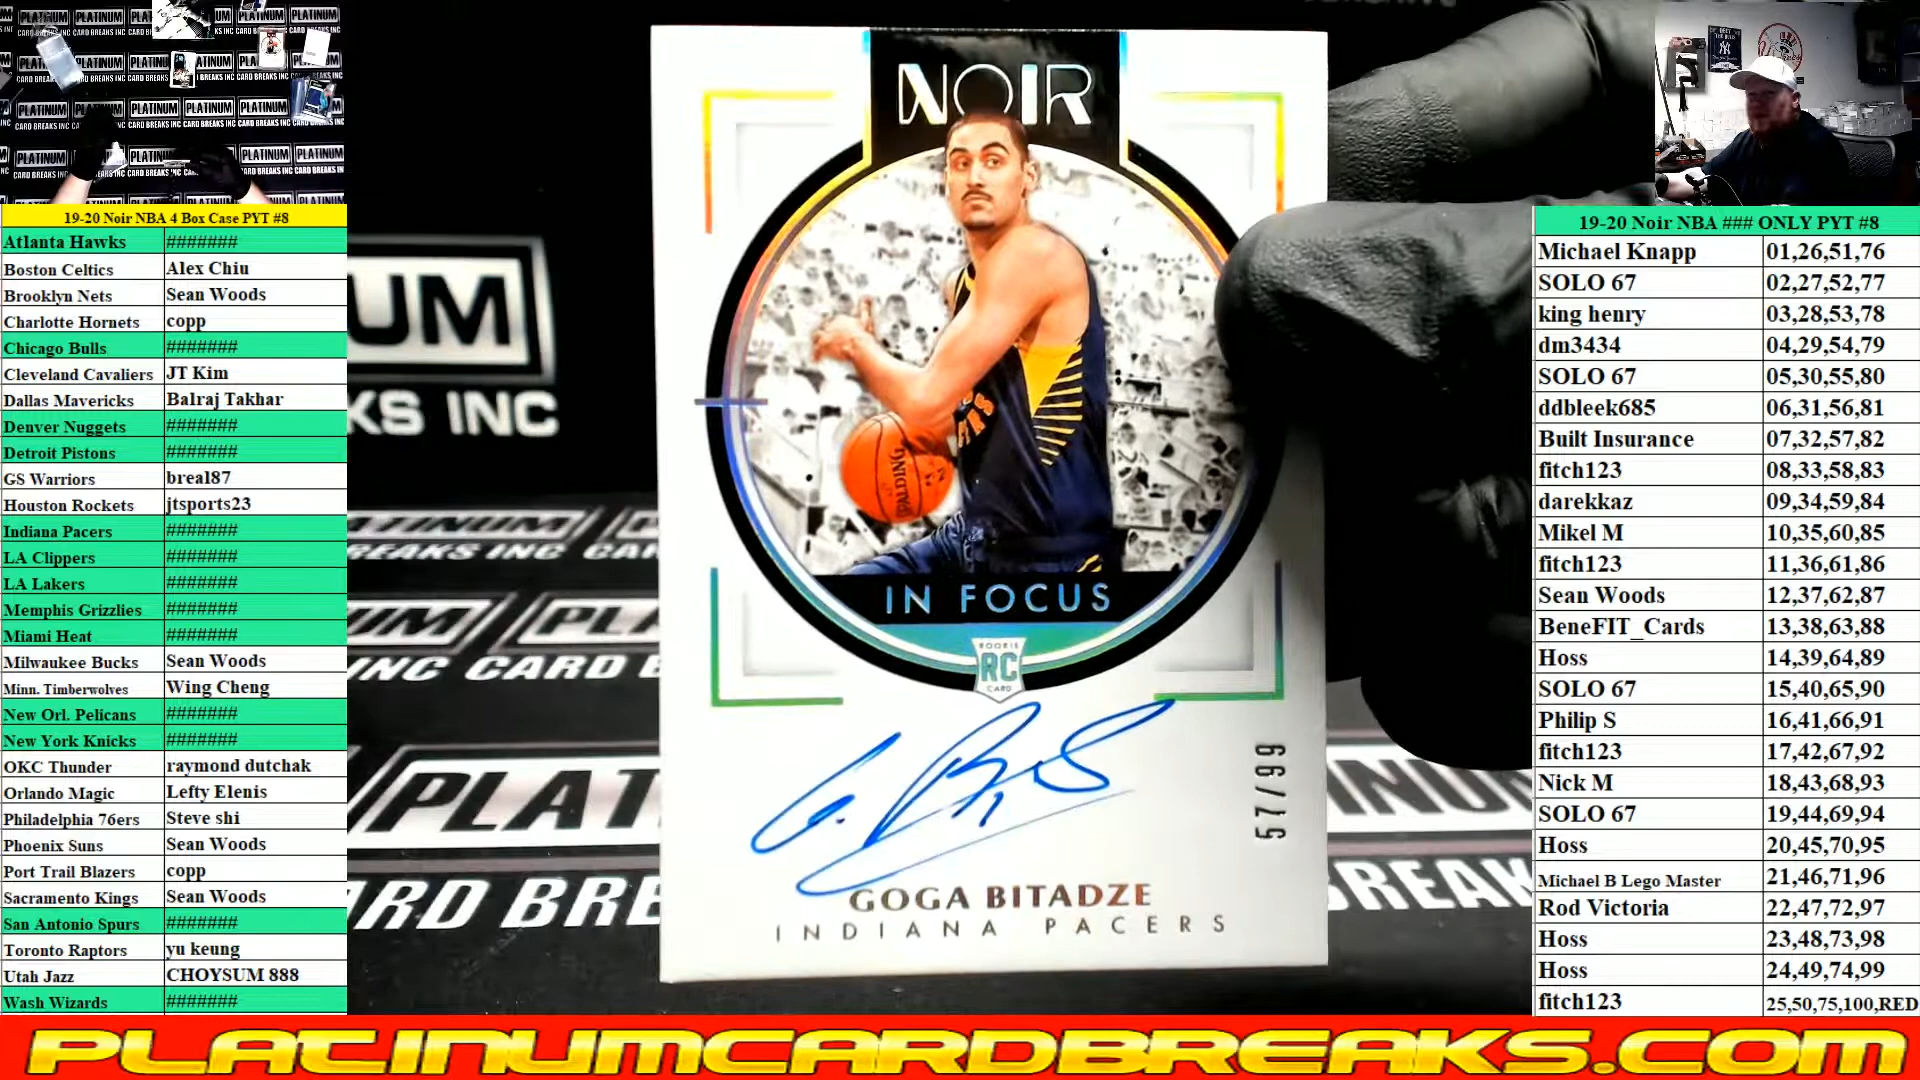 19-20 Noir NBA 4 Box Case PYT #8
Atlanta Hawks #######
Boston Celtics Alex Chiu
Brooklyn Nets Sean Woods
Charlotte Hornets copp
Chicago Bulls #######
Cleveland Cavaliers JT Kim
Dallas Mavericks Balraj Takhar
Denver Nuggets #######
Detroit Pistons #######
GS Warriors breal87
Houston Rockets jtsports23
Indiana Pacers #######
LA Clippers #######
LA Lakers #######
Memphis Grizzlies #######
Miami Heat #######
Milwaukee Bucks Sean Woods
Minn. Timberwolves Wing Cheng
New Orl. Pelicans #######
New York Knicks #######
OKC Thunder raymond dutchak
Orlando Magic Lefty Elenis
Philadelphia 76ers Steve shi
Phoenix Suns Sean Woods
Port Trail Blazers copp
Sacramento Kings Sean Woods
San Antonio Spurs #######
Toronto Raptors yu keung
Utah Jazz CHOYSUM 888
Wash Wizards #######
NOIR
SPALDING
IN FOCUS
ROOKIE
RC
CARD
57/99
GOGA BITADZE
INDIANA PACERS
19-20 Noir NBA ### ONLY PYT #8
Michael Knapp 01,26,51,76
SOLO 67 02,27,52,77
king henry 03,28,53,78
dm3434 04,29,54,79
SOLO 67 05,30,55,80
ddbleek685 06,31,56,81
Built Insurance 07,32,57,82
fitch123 08,33,58,83
darekkaz 09,34,59,84
Mikel M 10,35,60,85
fitch123 11,36,61,86
Sean Woods 12,37,62,87
BeneFIT_Cards 13,38,63,88
Hoss 14,39,64,89
SOLO 67 15,40,65,90
Philip S 16,41,66,91
fitch123 17,42,67,92
Nick M 18,43,68,93
SOLO 67 19,44,69,94
Hoss 20,45,70,95
Michael B Lego Master 21,46,71,96
Rod Victoria 22,47,72,97
Hoss 23,48,73,98
Hoss 24,49,74,99
fitch123 25,50,75,100,RED
PLATINUMCARDBREAKS.COM